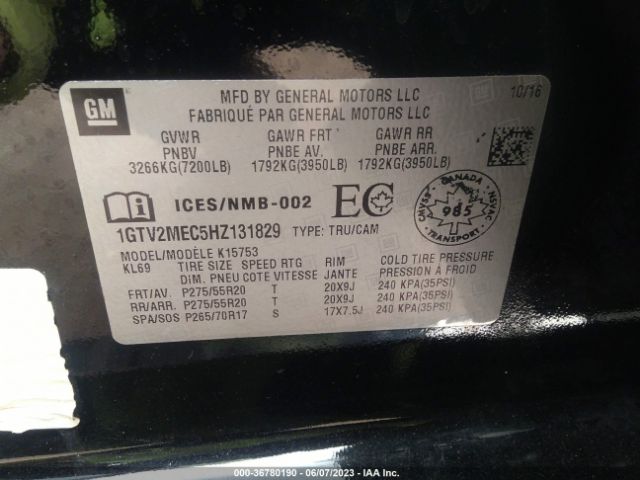 GM
MFD BY GENERAL MOTORS LLC
10/16
FABRIQUÉ PAR GENERAL MOTORS LLC
GVWR GAWR FRT GAWR RR
PNBV PNBE AV. PNBE ARR.
3266KG(7200LB) 1792KG(3950LB) 1792KG(3950LB)
ICES/NMB-002 EC
CANADA
CMVSS 985 NSVAC
1GTV2MEC5HZ131829 TYPE: TRU/CAM
MODEL/MODÈLE K15753
KL69 TIRE SIZE SPEED RTG RIM COLD TIRE PRESSURE
DIM. PNEU COTE VITESSE JANTE PRESSION À FROID
FRT/AV. P275/55R20 T 20X9J 240 KPA(35PSI)
RR/ARR. P275/55R20 T 20X9J 240 KPA(35PSI)
SPA/SOS P265/70R17 S 17X7.5J 240 KPA(35PSI)
000-36780190 - 06/07/2023 - IAA Inc.